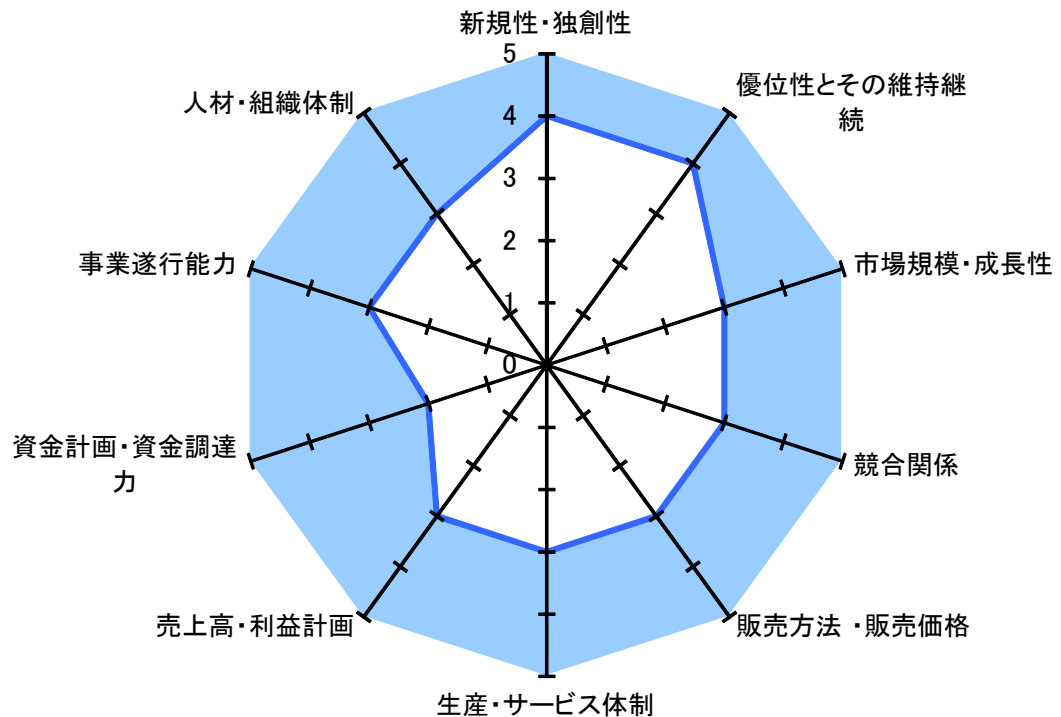 新規性・独創性
5
4
3
2
1
0
優位性とその維持継
続
市場規模・成長性
競合関係
販売方法 ・販売価格
生産・サービス体制
売上高・利益計画
資金計画・資金調達
力
事業遂行能力
人材・組織体制